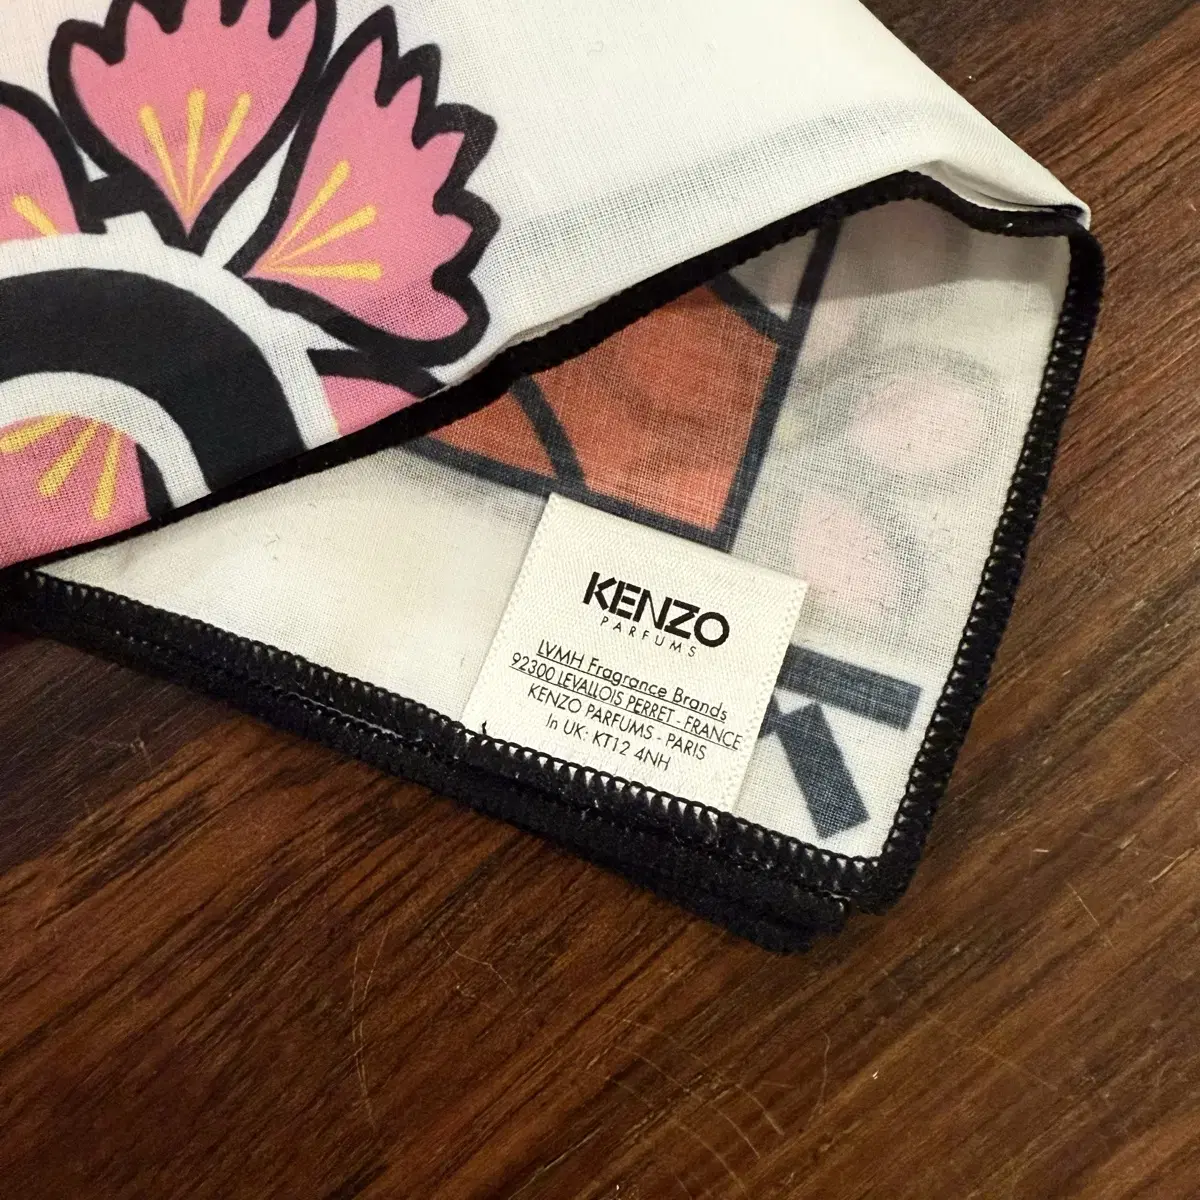 KENZO
PARFUMS
LVMH Fragrance Brands
92300 LEVALLOIS PERRET - FRANCE
KENZO PARFUMS - PARIS
In UK: KT12 4NH